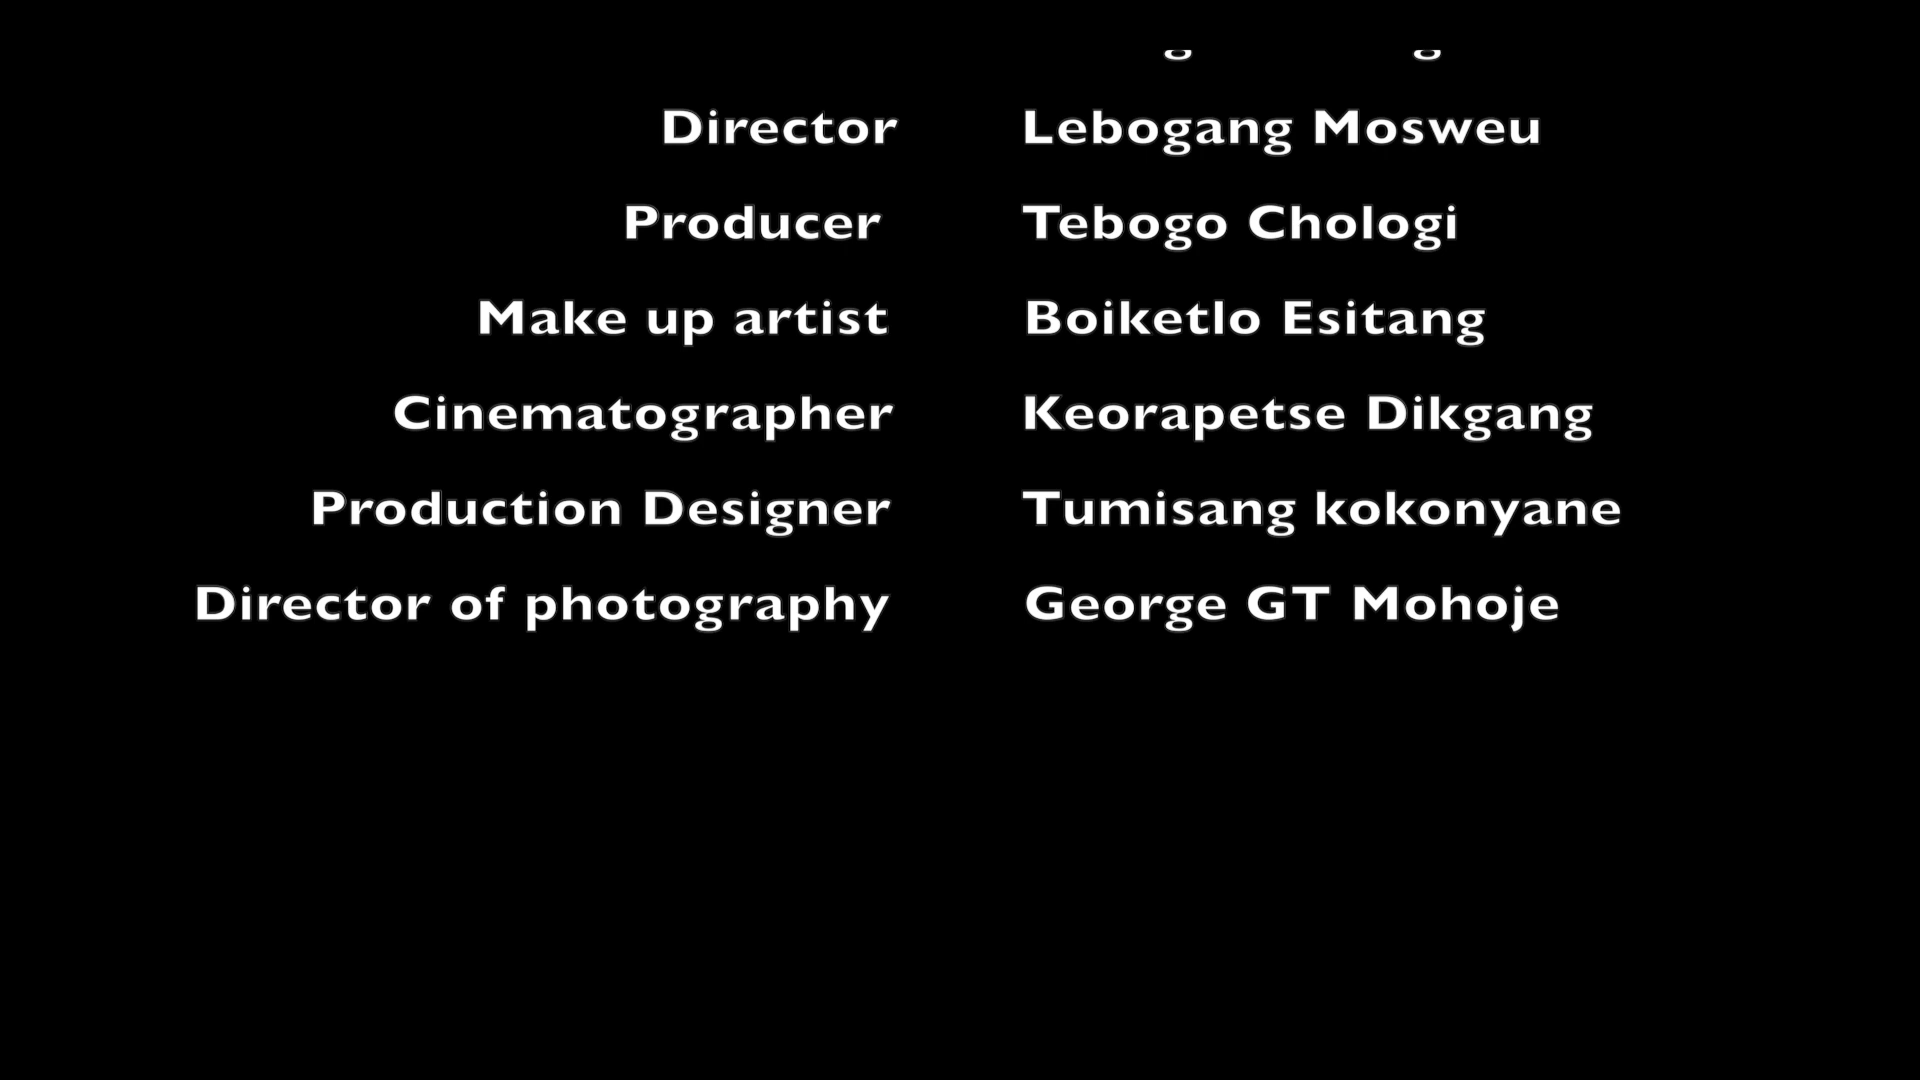 Director Lebogang Mosweu
Producer Tebogo Chologi
Make up artist Boiketlo Esitang
Cinematographer Keorapetse Dikgang
Production Designer Tumisang kokonyane
Director of photography George GT Mohoje